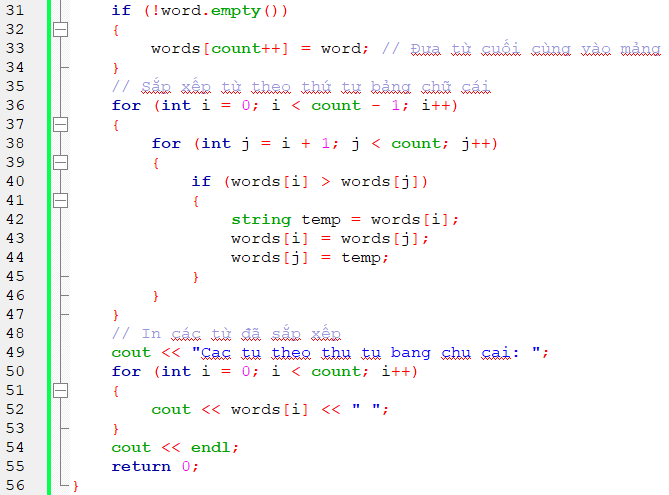 31 if (!word.empty())
32 {
33 words[count++] = word; // Đưa từ cuối cùng vào mảng
34 }
35 // Sắp xếp từ theo thứ tự bảng chữ cái
36 for (int i = 0; i < count - 1; i++)
37 {
38 for (int j = i + 1; j < count; j++)
39 {
40 if (words[i] > words[j])
41 {
42 string temp = words[i];
43 words[i] = words[j];
44 words[j] = temp;
45 }
46 }
47 }
48 // In các từ đã sắp xếp
49 cout << "Cac tu theo thu tu bang chu cai: ";
50 for (int i = 0; i < count; i++)
51 {
52 cout << words[i] << " ";
53 }
54 cout << endl;
55 return 0;
56 }